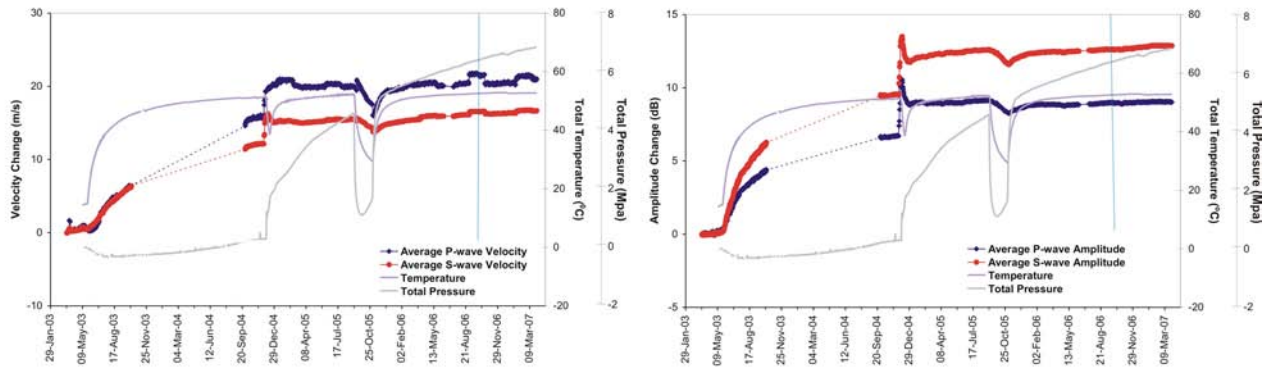 30
25
20
15
10
5
0
-5
-10
Velocity Change (m/s)
80
60
40
20
0
-20
Total Temperature (⁰C)
8
6
4
2
0
-2
Total Pressure (Mpa)
Average P-wave Velocity
Average S-wave Velocity
Temperature
Total Pressure
29-Jan-03
09-May-03
17-Aug-03
25-Nov-03
04-Mar-04
12-Jun-04
20-Sep-04
29-Dec-04
08-Apr-05
17-Jul-05
25-Oct-05
02-Feb-06
13-May-06
21-Aug-06
29-Nov-06
09-Mar-07
15
10
5
0
-5
Amplitude Change (dB)
80
60
40
20
0
-20
Total Temperature (⁰C)
8
6
4
2
0
-2
Total Pressure (Mpa)
Average P-wave Amplitude
Average S-wave Amplitude
Temperature
Total Pressure
29-Jan-03
09-May-03
17-Aug-03
25-Nov-03
04-Mar-04
12-Jun-04
20-Sep-04
29-Dec-04
08-Apr-05
17-Jul-05
25-Oct-05
02-Feb-06
13-May-06
21-Aug-06
29-Nov-06
09-Mar-07